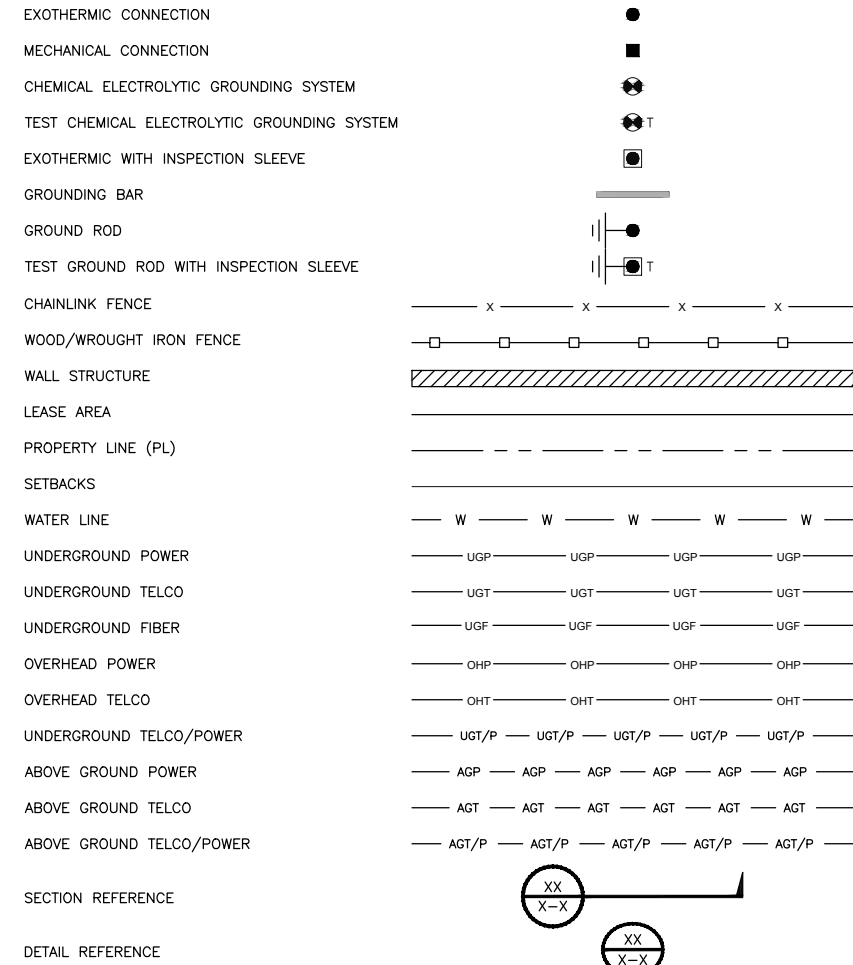 EXOTHERMIC CONNECTION
MECHANICAL CONNECTION
CHEMICAL ELECTROLYTIC GROUNDING SYSTEM
TEST CHEMICAL ELECTROLYTIC GROUNDING SYSTEM T
EXOTHERMIC WITH INSPECTION SLEEVE
GROUNDING BAR
GROUND ROD
TEST GROUND ROD WITH INSPECTION SLEEVE T
CHAINLINK FENCE X X X X
WOOD/WROUGHT IRON FENCE
WALL STRUCTURE
LEASE AREA
PROPERTY LINE (PL)
SETBACKS
WATER LINE W W W W W
UNDERGROUND POWER UGP UGP UGP UGP
UNDERGROUND TELCO UGT UGT UGT UGT
UNDERGROUND FIBER UGF UGF UGF UGF
OVERHEAD POWER OHP OHP OHP OHP
OVERHEAD TELCO OHT OHT OHT OHT
UNDERGROUND TELCO/POWER UGT/P UGT/P UGT/P UGT/P UGT/P
ABOVE GROUND POWER AGP AGP AGP AGP AGP AGP
ABOVE GROUND TELCO AGT AGT AGT AGT AGT AGT
ABOVE GROUND TELCO/POWER AGT/P AGT/P AGT/P AGT/P AGT/P
XX
SECTION REFERENCE X-X
XX
DETAIL REFERENCE X-X